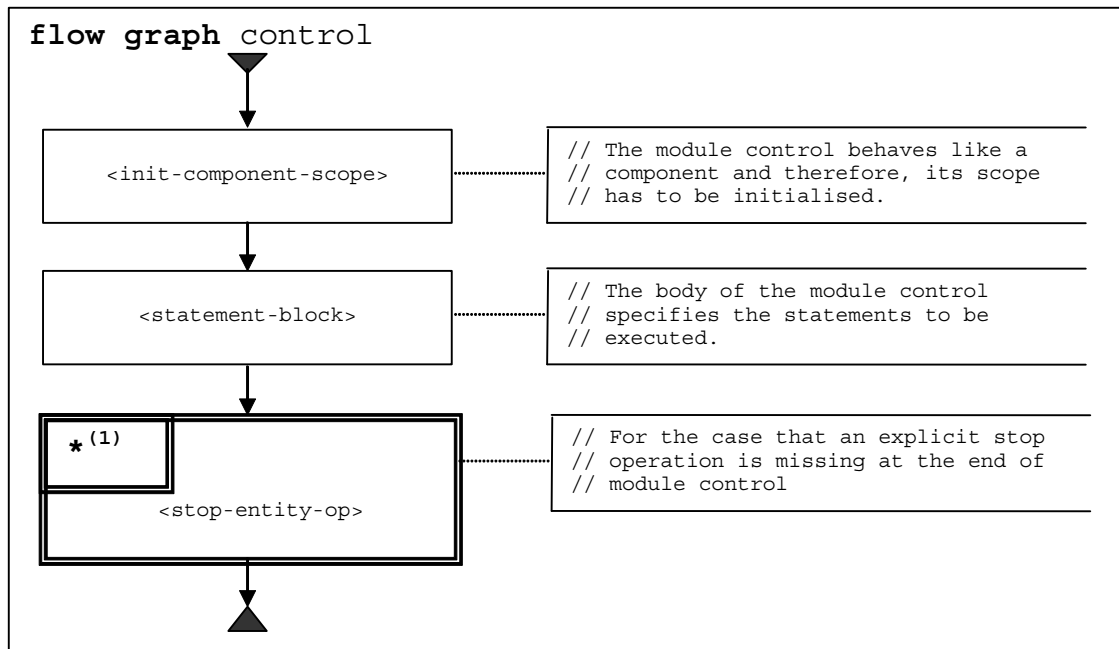 flow graph control
<init-component-scope>
// The module control behaves like a
// component and therefore, its scope
// has to be initialised.
<statement-block>
// The body of the module control
// specifies the statements to be
// executed.
*(1)
<stop-entity-op>
// For the case that an explicit stop
// operation is missing at the end of
// module control